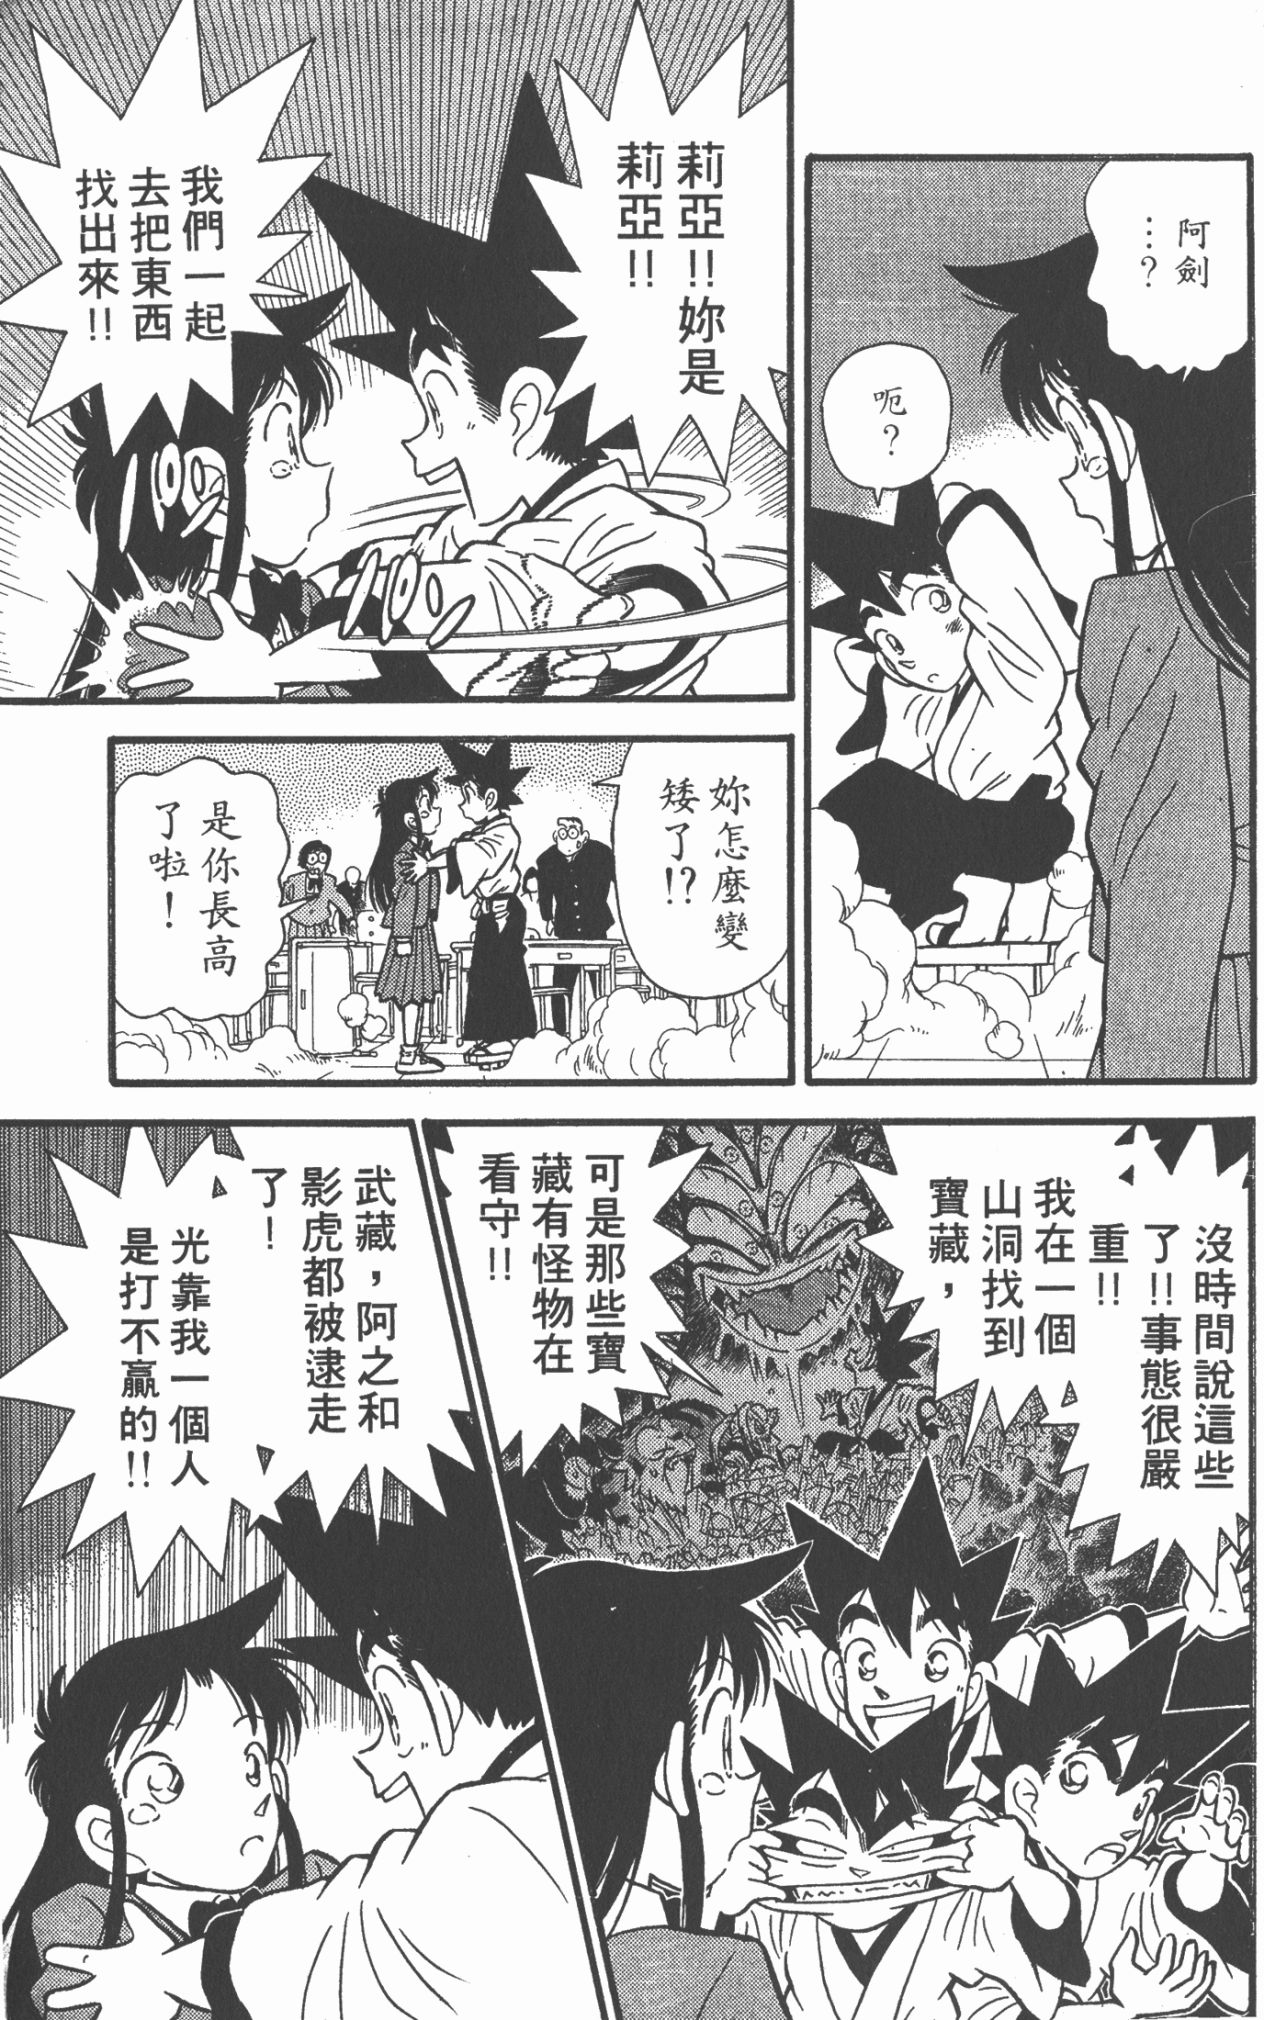 阿劍
…?
呃?
莉亞!!妳是
莉亞!!
我們一起
去把東西
找出來!!
妳怎麼變
矮了!?
是你長高
了啦!
沒時間說這些
了!!事態很嚴
重!!
我在一個
山洞找到
寶藏,
可是那些寶
藏有怪物在
看守!!
武藏,阿之和
影虎都被逮走
了!
光靠我一個人
是打不贏的!!